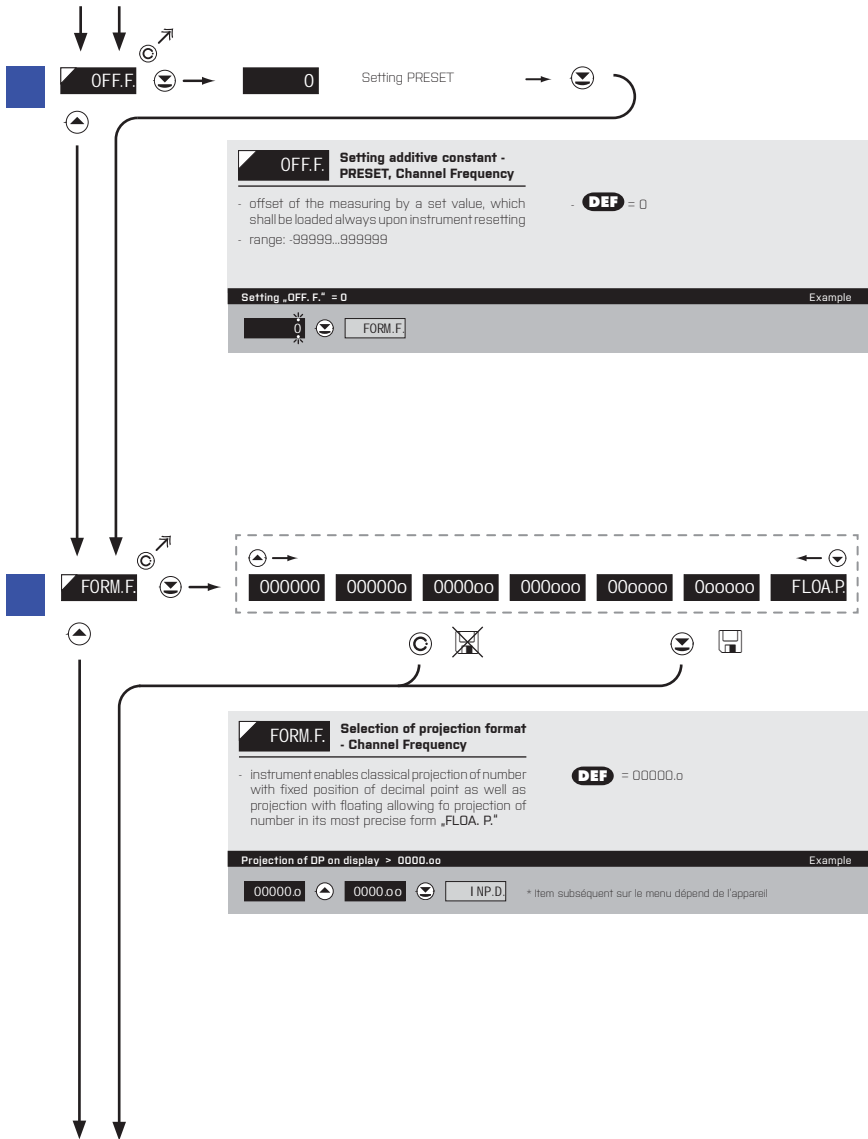 OFF.F.
0
Setting PRESET
OFF.F.
Setting additive constant -
PRESET, Channel Frequency
- offset of the measuring by a set value, which
shall be loaded always upon instrument resetting
- range: -99999...999999
- DEF = 0
Setting „OFF. F.“ = 0
Example
0
FORM.F.
FORM.F.
000000
00000o
0000oo
000ooo
00oooo
0ooooo
FLOA.P.
FORM.F.
Selection of projection format
- Channel Frequency
- instrument enables classical projection of number
with fixed position of decimal point as well as
projection with floating allowing fo projection of
number in its most precise form „FLOA. P.“
DEF = 00000.o
Projection of DP on display > 0000.oo
Example
00000.o
0000.oo
INP.D.
* Item subséquent sur le menu dépend de l'appareil